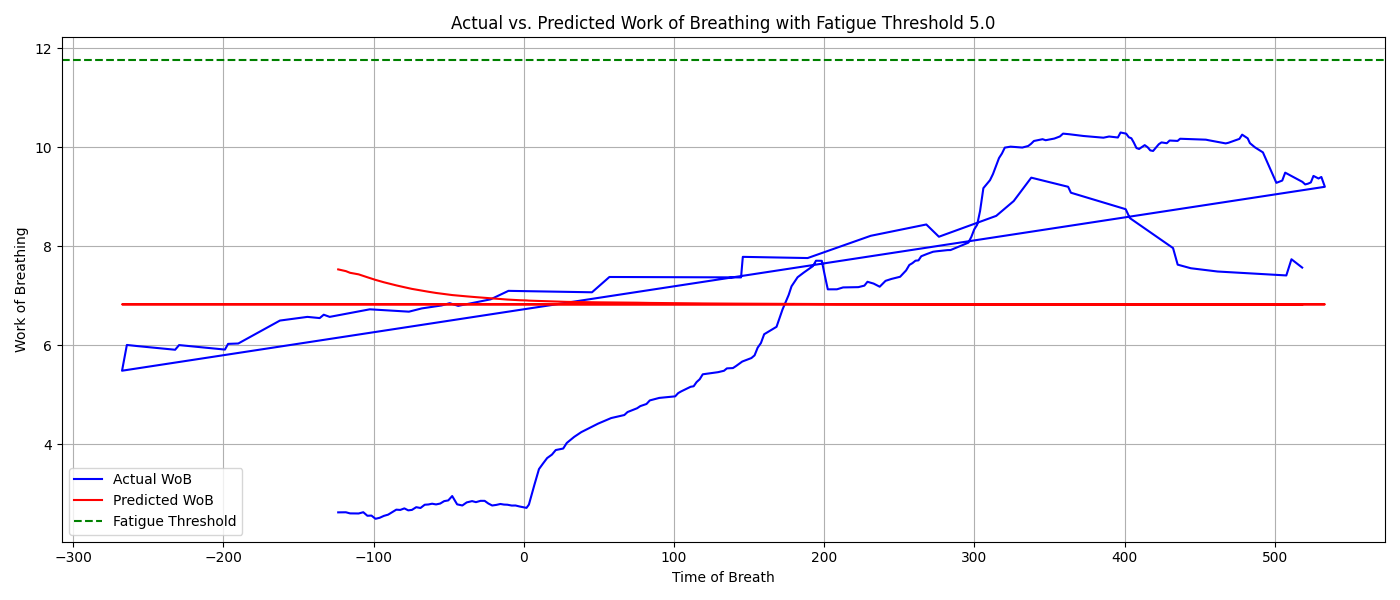 Actual vs. Predicted Work of Breathing with Fatigue Threshold 5.0
12
10
8
6
4
Work of Breathing
Actual WoB
Predicted WoB
Fatigue Threshold
−300
−200
−100
0
100
200
300
400
500
Time of Breath